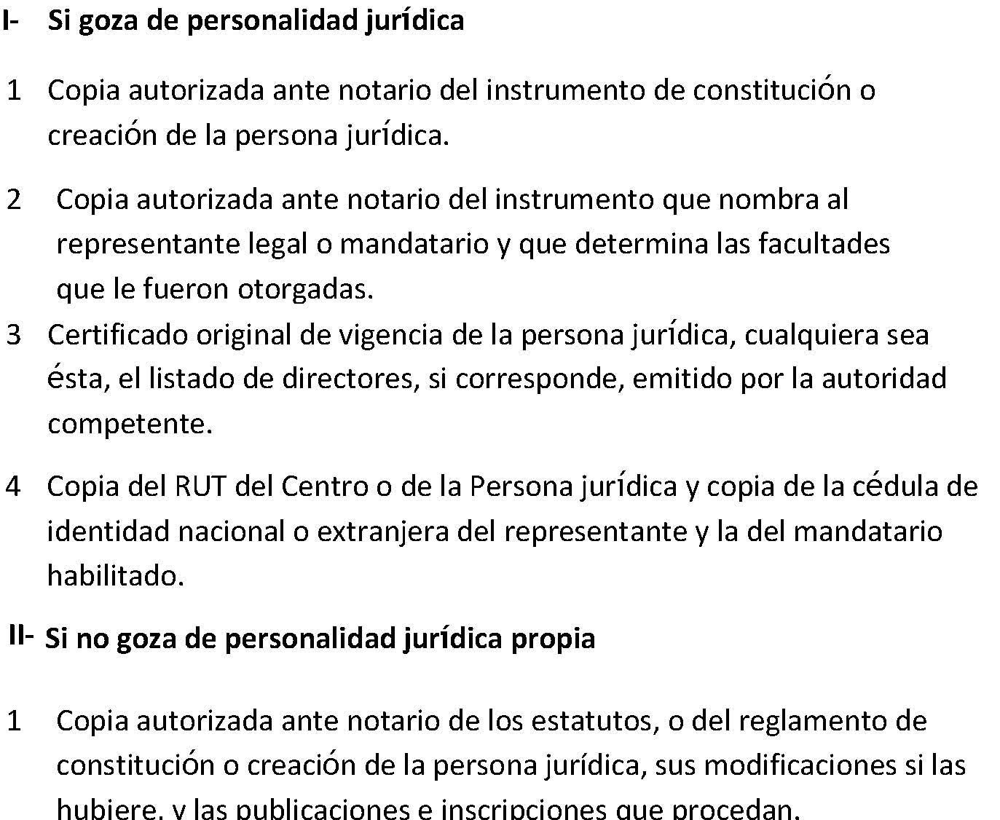 I- Si goza de personalidad jurídica
1 Copia autorizada ante notario del instrumento de constitución o
creación de la persona jurídica.
2 Copia autorizada ante notario del instrumento que nombra al
representante legal o mandatario y que determina las facultades
que le fueron otorgadas.
3 Certificado original de vigencia de la persona jurídica, cualquiera sea
ésta, el listado de directores, si corresponde, emitido por la autoridad
competente.
4 Copia del RUT del Centro o de la Persona jurídica y copia de la cédula de
identidad nacional o extranjera del representante y la del mandatario
habilitado.
II- Si no goza de personalidad jurídica propia
1 Copia autorizada ante notario de los estatutos, o del reglamento de
constitución o creación de la persona jurídica, sus modificaciones si las
hubiere, y las publicaciones e inscripciones que procedan.